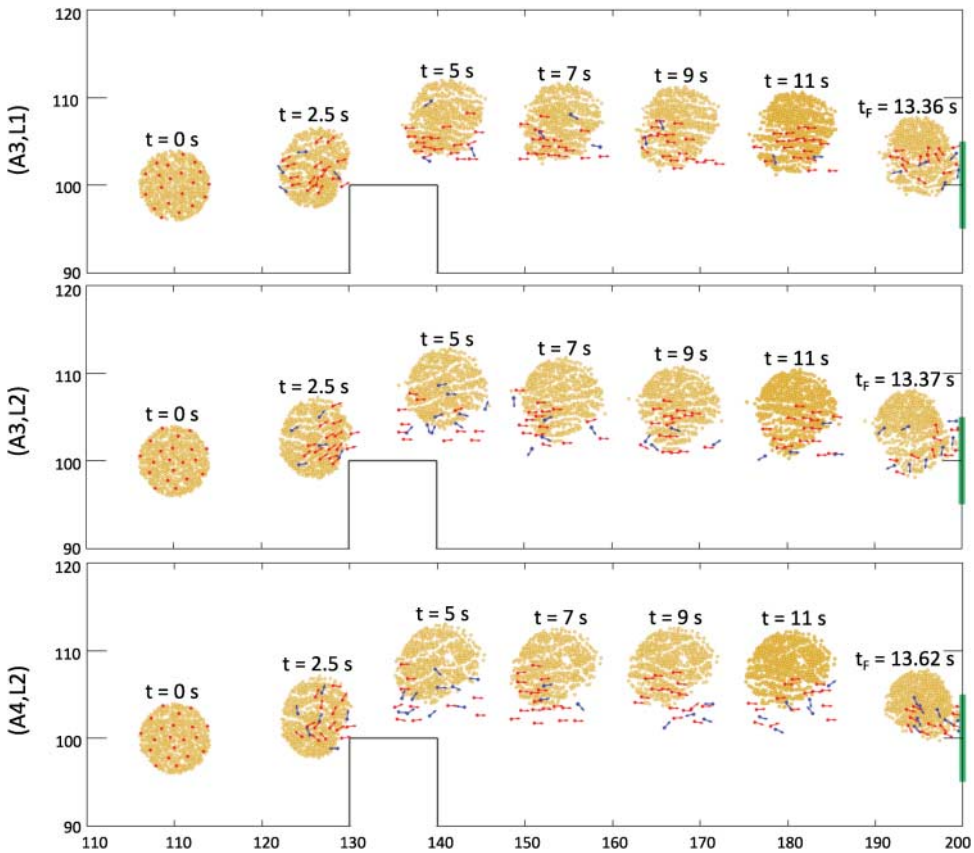 120
110
100
90
(A3,L1)
t = 0 s
t = 2.5 s
t = 5 s
t = 7 s
t = 9 s
t = 11 s
tF = 13.36 s
120
110
100
90
(A3,L2)
t = 0 s
t = 2.5 s
t = 5 s
t = 7 s
t = 9 s
t = 11 s
tF = 13.37 s
120
110
100
90
(A4,L2)
t = 0 s
t = 2.5 s
t = 5 s
t = 7 s
t = 9 s
t = 11 s
tF = 13.62 s
110 110 120 130 140 150 160 170 180 190 200